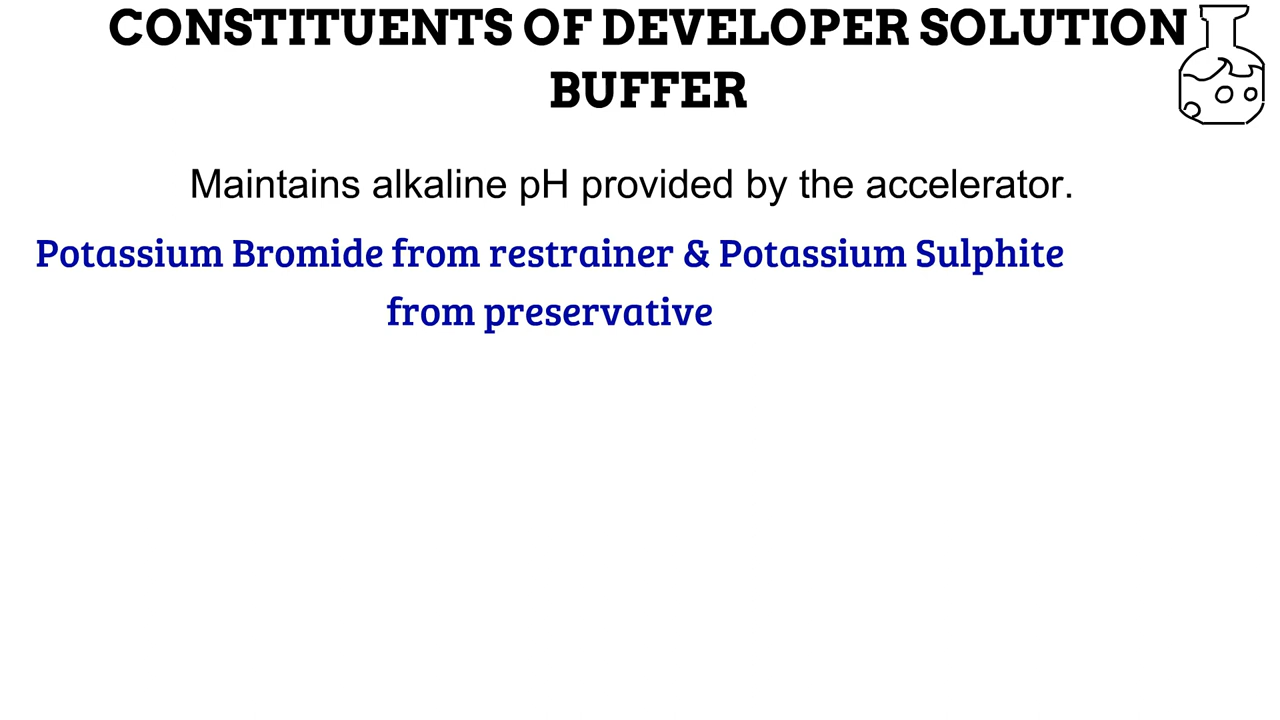 CONSTITUENTS OF DEVELOPER SOLUTION
BUFFER
Maintains alkaline pH provided by the accelerator.
Potassium Bromide from restrainer & Potassium Sulphite
from preservative